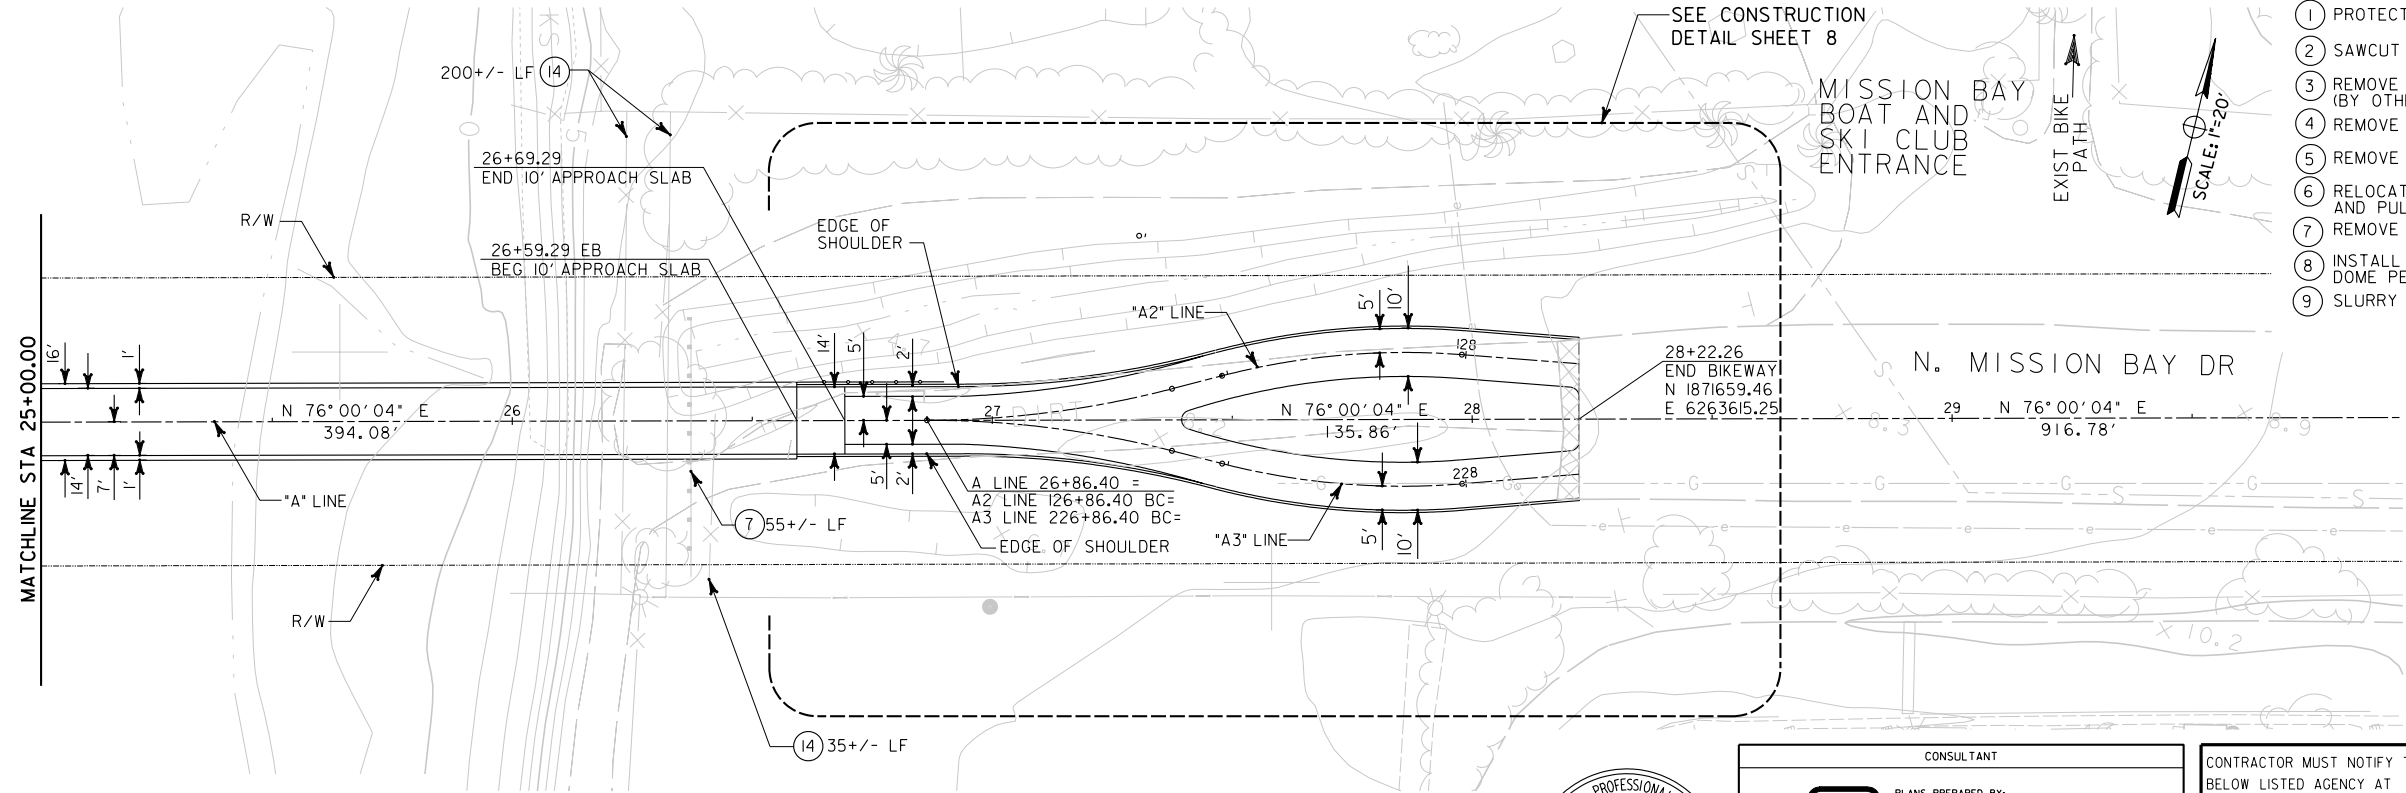 SEE CONSTRUCTION
DETAIL SHEET 8
200+/- LF 14
MISSION BAY
BOAT AND
SKI CLUB
ENTRANCE
EXIST BIKE
PATH
SCALE: 1"=20'
1 PROTECT
2 SAWCUT
3 REMOVE
(BY OTH
4 REMOVE
5 REMOVE
6 RELOCAT
AND PUL
7 REMOVE
8 INSTALL
DOME PE
9 SLURRY
26+69.29
END 10' APPROACH SLAB
R/W
26+59.29 EB
BEG 10' APPROACH SLAB
EDGE OF
SHOULDER
"A2" LINE
5'
10'
MATCHLINE STA 25+00.00
16'
1'
14'
5'
2'
128
28+22.26
END BIKEWAY
N 1871659.46
E 6263615.25
N. MISSION BAY DR
N 76°00'04" E
394.08'
26
27
DIRT
N 76°00'04" E
135.86'
28
29
N 76°00'04" E
916.78'
× 8.3
× 8.9
14'
7'
1'
"A" LINE
5'
2'
A LINE 26+86.40 =
A2 LINE 126+86.40 BC=
A3 LINE 226+86.40 BC=
228
7 55+/- LF
EDGE OF SHOULDER
"A3" LINE
5'
10'
G
G
G
S
G
S
e
e
e
e
e
R/W
× 10.2
14 35+/- LF
PROFESSIONA
CONSULTANT
PLANS PREPARED BY:
CONTRACTOR MUST NOTIFY T
BELOW LISTED AGENCY AT